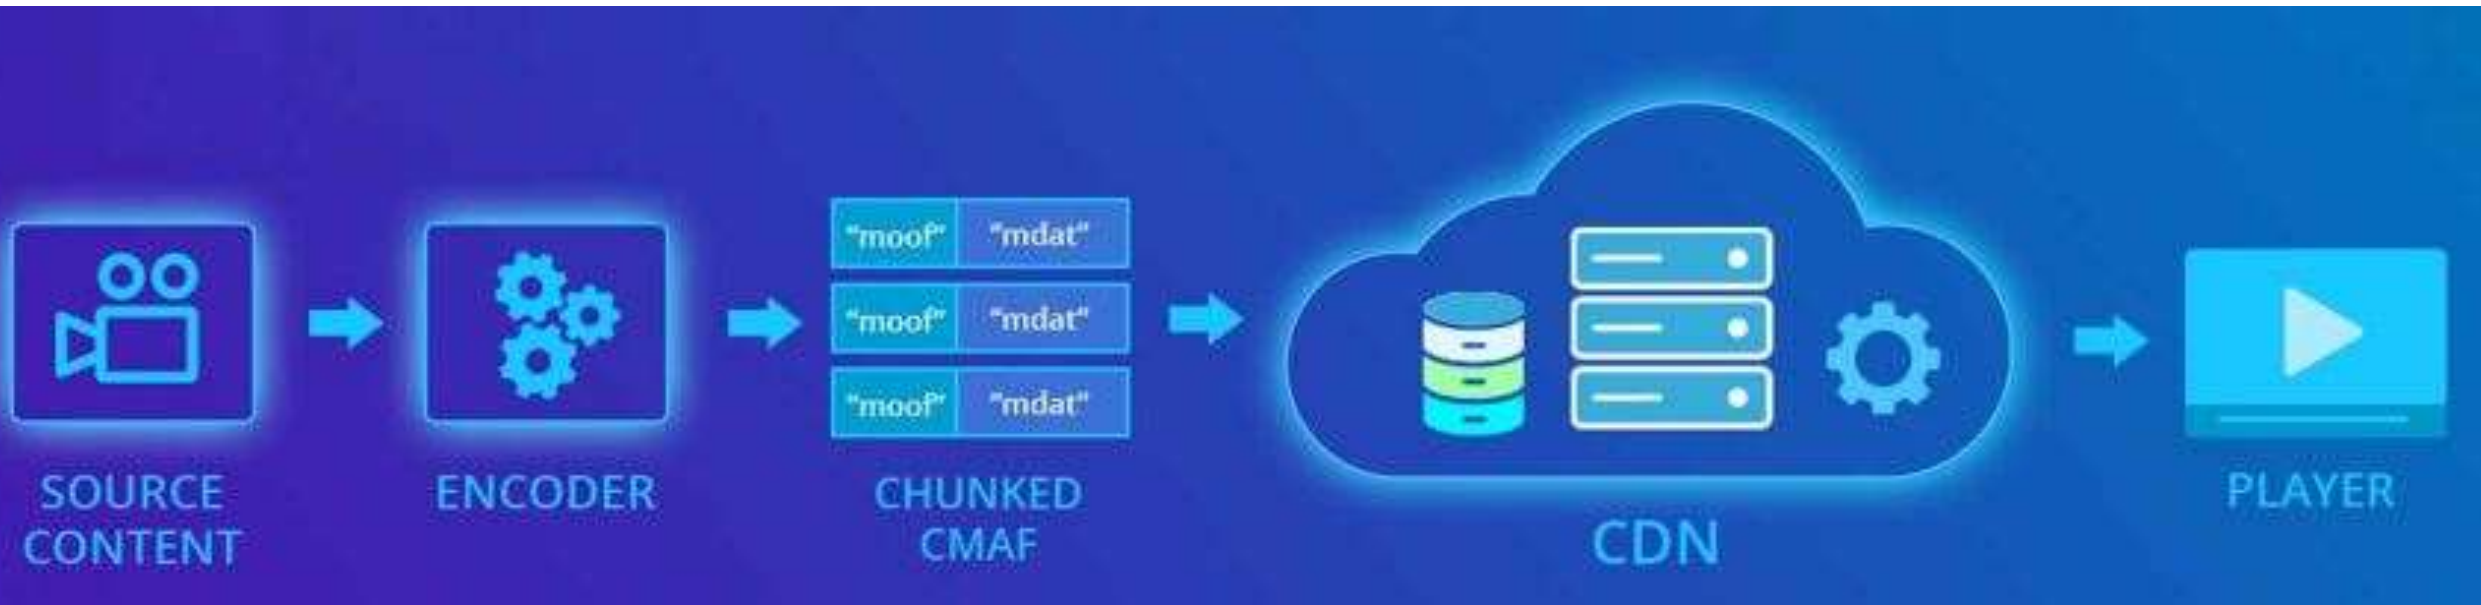 "moof" "mdat"
"moof" "mdat"
"moof" "mdat"
SOURCE
CONTENT
ENCODER
CHUNKED
CMAF
CDN
PLAYER